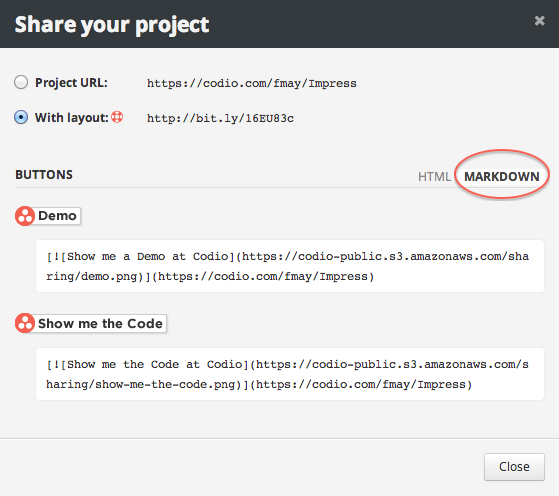 Share your project
Project URL: https://codio.com/fmay/Impress
With layout: http://bit.ly/16EU83c
BUTTONS HTML MARKDOWN
Demo
[![Show me a Demo at Codio](https://codio-public.s3.amazonaws.com/sha
ring/demo.png)](https://codio.com/fmay/Impress)
Show me the Code
[![Show me the Code at Codio](https://codio-public.s3.amazonaws.com/s
haring/show-me-the-code.png)](https://codio.com/fmay/Impress)
Close